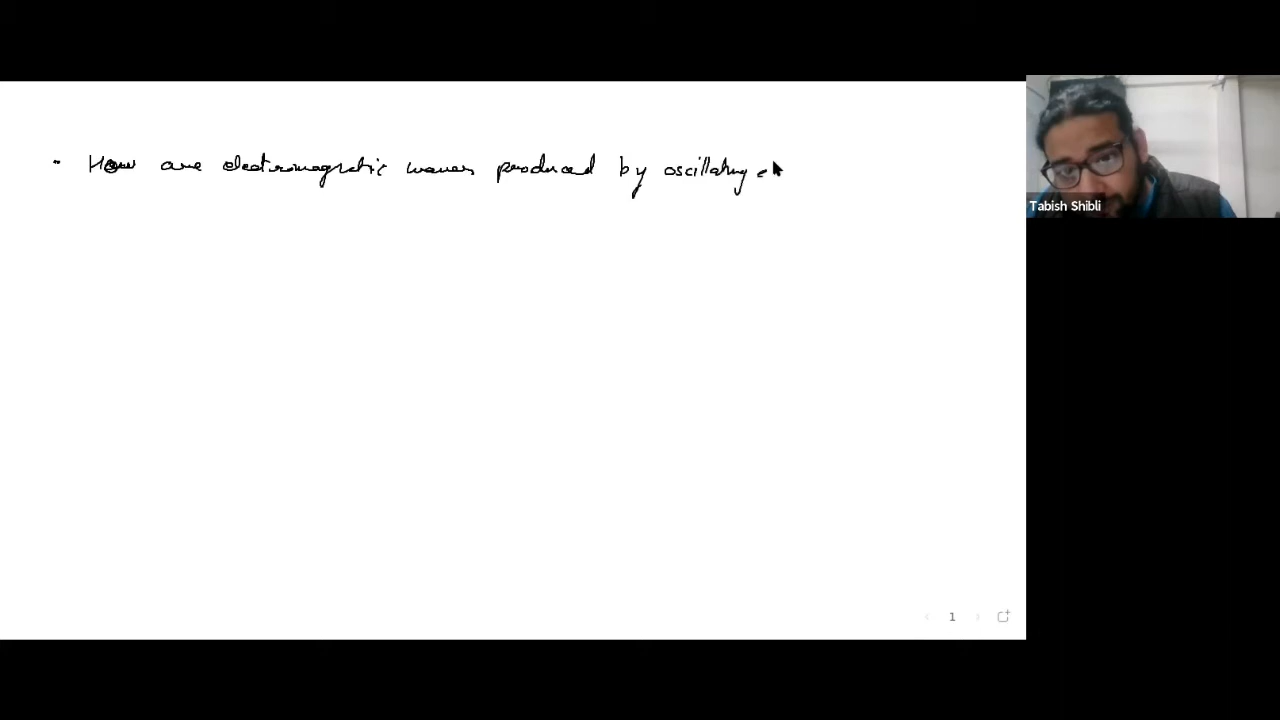 • How are electromagnetic waves produced by oscillating c
Tabish Shibli
1